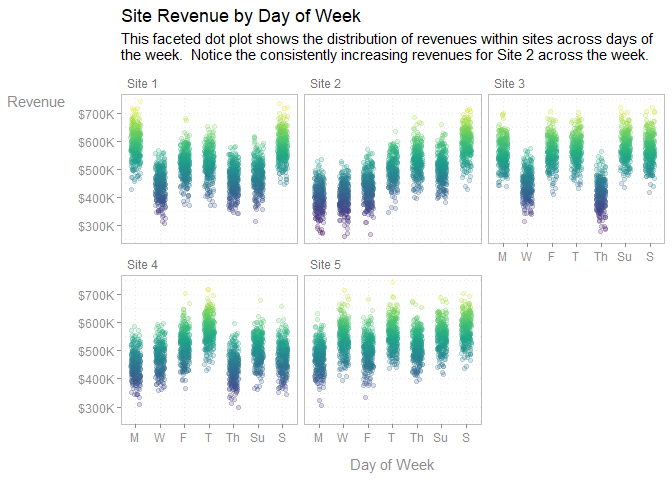 Site Revenue by Day of Week
This faceted dot plot shows the distribution of revenues within sites across days of
the week.  Notice the consistently increasing revenues for Site 2 across the week.
Site 1
Site 2
Site 3
Revenue
$700K
$600K
$500K
$400K
$300K
M W F T Th Su S
Site 4
Site 5
$700K
$600K
$500K
$400K
$300K
M W F T Th Su S
M W F T Th Su S
Day of Week